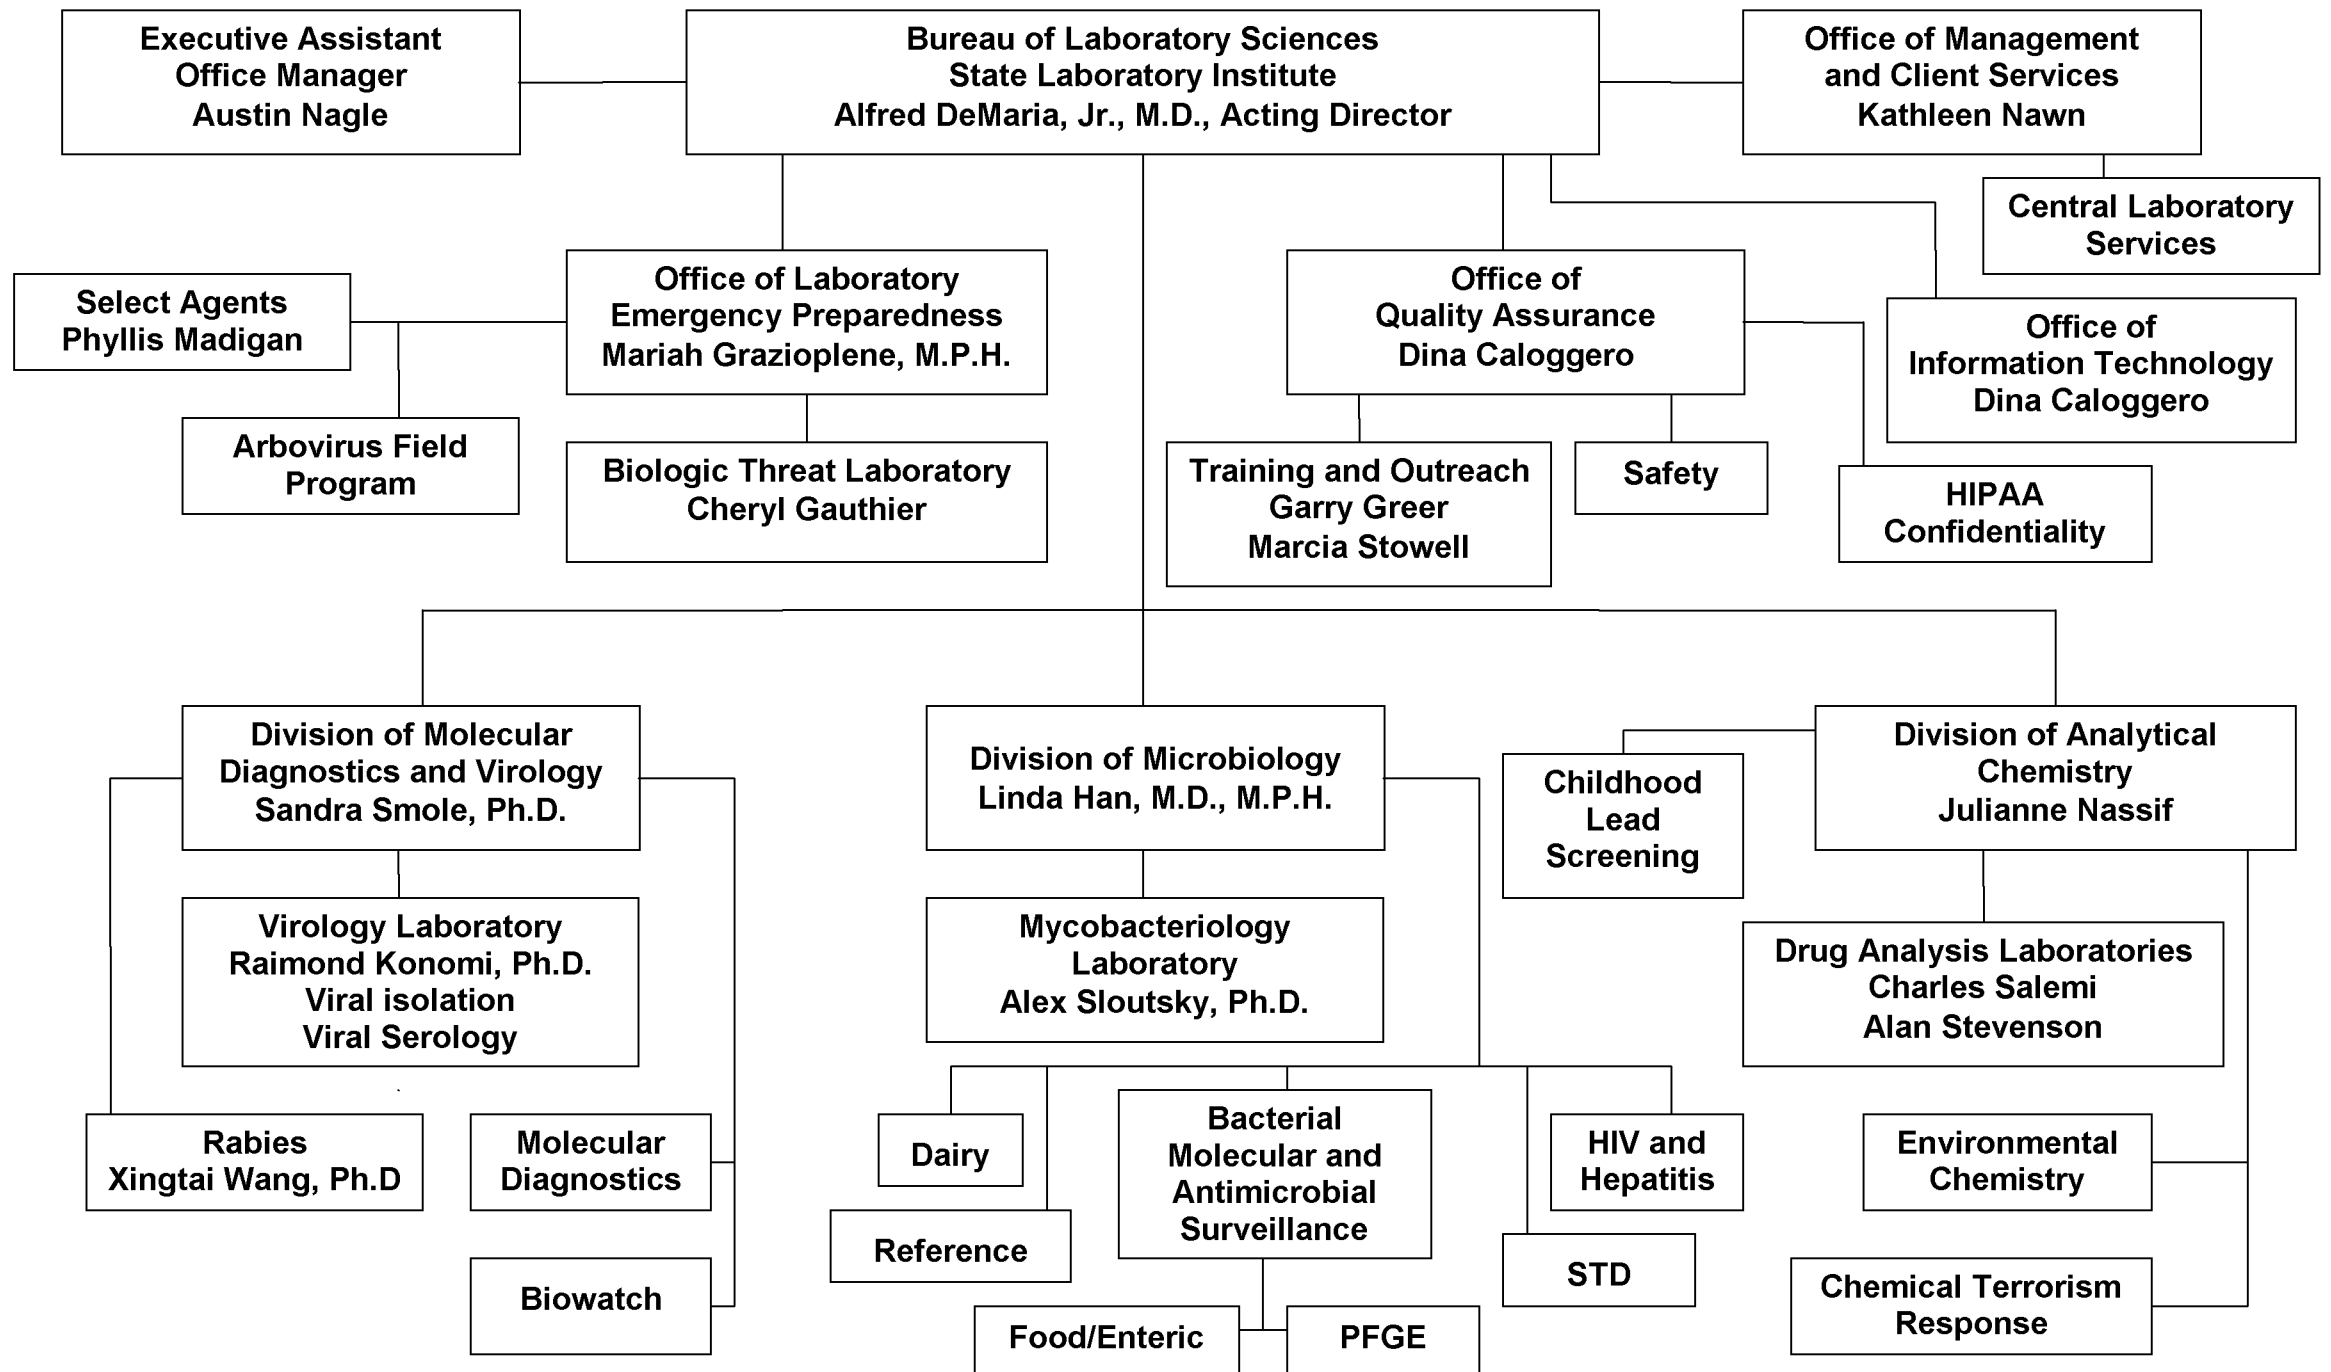 Executive Assistant
Office Manager
Austin Nagle
Bureau of Laboratory Sciences
State Laboratory Institute
Alfred DeMaria, Jr., M.D., Acting Director
Office of Management
and Client Services
Kathleen Nawn
Central Laboratory
Services
Select Agents
Phyllis Madigan
Office of Laboratory
Emergency Preparedness
Mariah Grazioplene, M.P.H.
Office of
Quality Assurance
Dina Caloggero
Office of
Information Technology
Dina Caloggero
Arbovirus Field
Program
Biologic Threat Laboratory
Cheryl Gauthier
Training and Outreach
Garry Greer
Marcia Stowell
Safety
HIPAA
Confidentiality
Division of Molecular
Diagnostics and Virology
Sandra Smole, Ph.D.
Division of Microbiology
Linda Han, M.D., M.P.H.
Childhood
Lead
Screening
Division of Analytical
Chemistry
Julianne Nassif
Virology Laboratory
Raimond Konomi, Ph.D.
Viral isolation
Viral Serology
Mycobacteriology
Laboratory
Alex Sloutsky, Ph.D.
Drug Analysis Laboratories
Charles Salemi
Alan Stevenson
Rabies
Xingtai Wang, Ph.D
Molecular
Diagnostics
Dairy
Bacterial
Molecular and
Antimicrobial
Surveillance
HIV and
Hepatitis
Environmental
Chemistry
Reference
STD
Biowatch
Food/Enteric
PFGE
Chemical Terrorism
Response